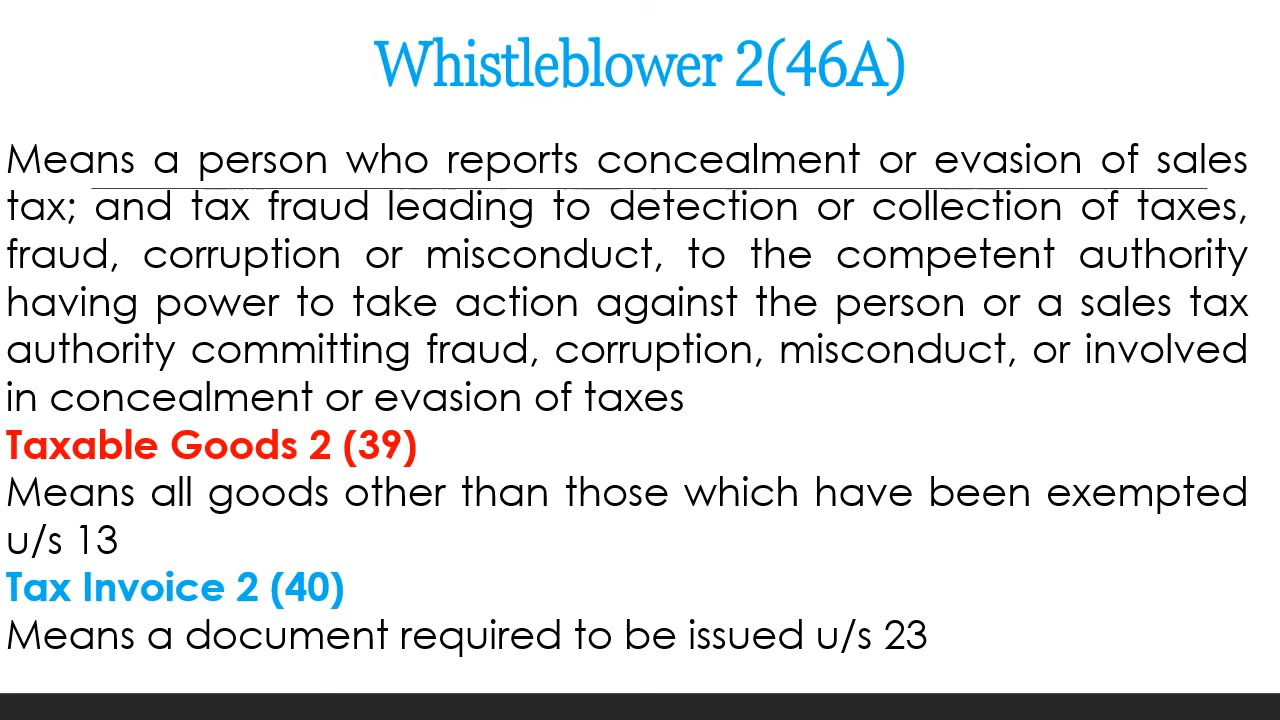 Whistleblower 2(46A)
Means a person who reports concealment or evasion of sales
tax; and tax fraud leading to detection or collection of taxes,
fraud, corruption or misconduct, to the competent authority
having power to take action against the person or a sales tax
authority committing fraud, corruption, misconduct, or involved
in concealment or evasion of taxes
Taxable Goods 2 (39)
Means all goods other than those which have been exempted
u/s 13
Tax Invoice 2 (40)
Means a document required to be issued u/s 23